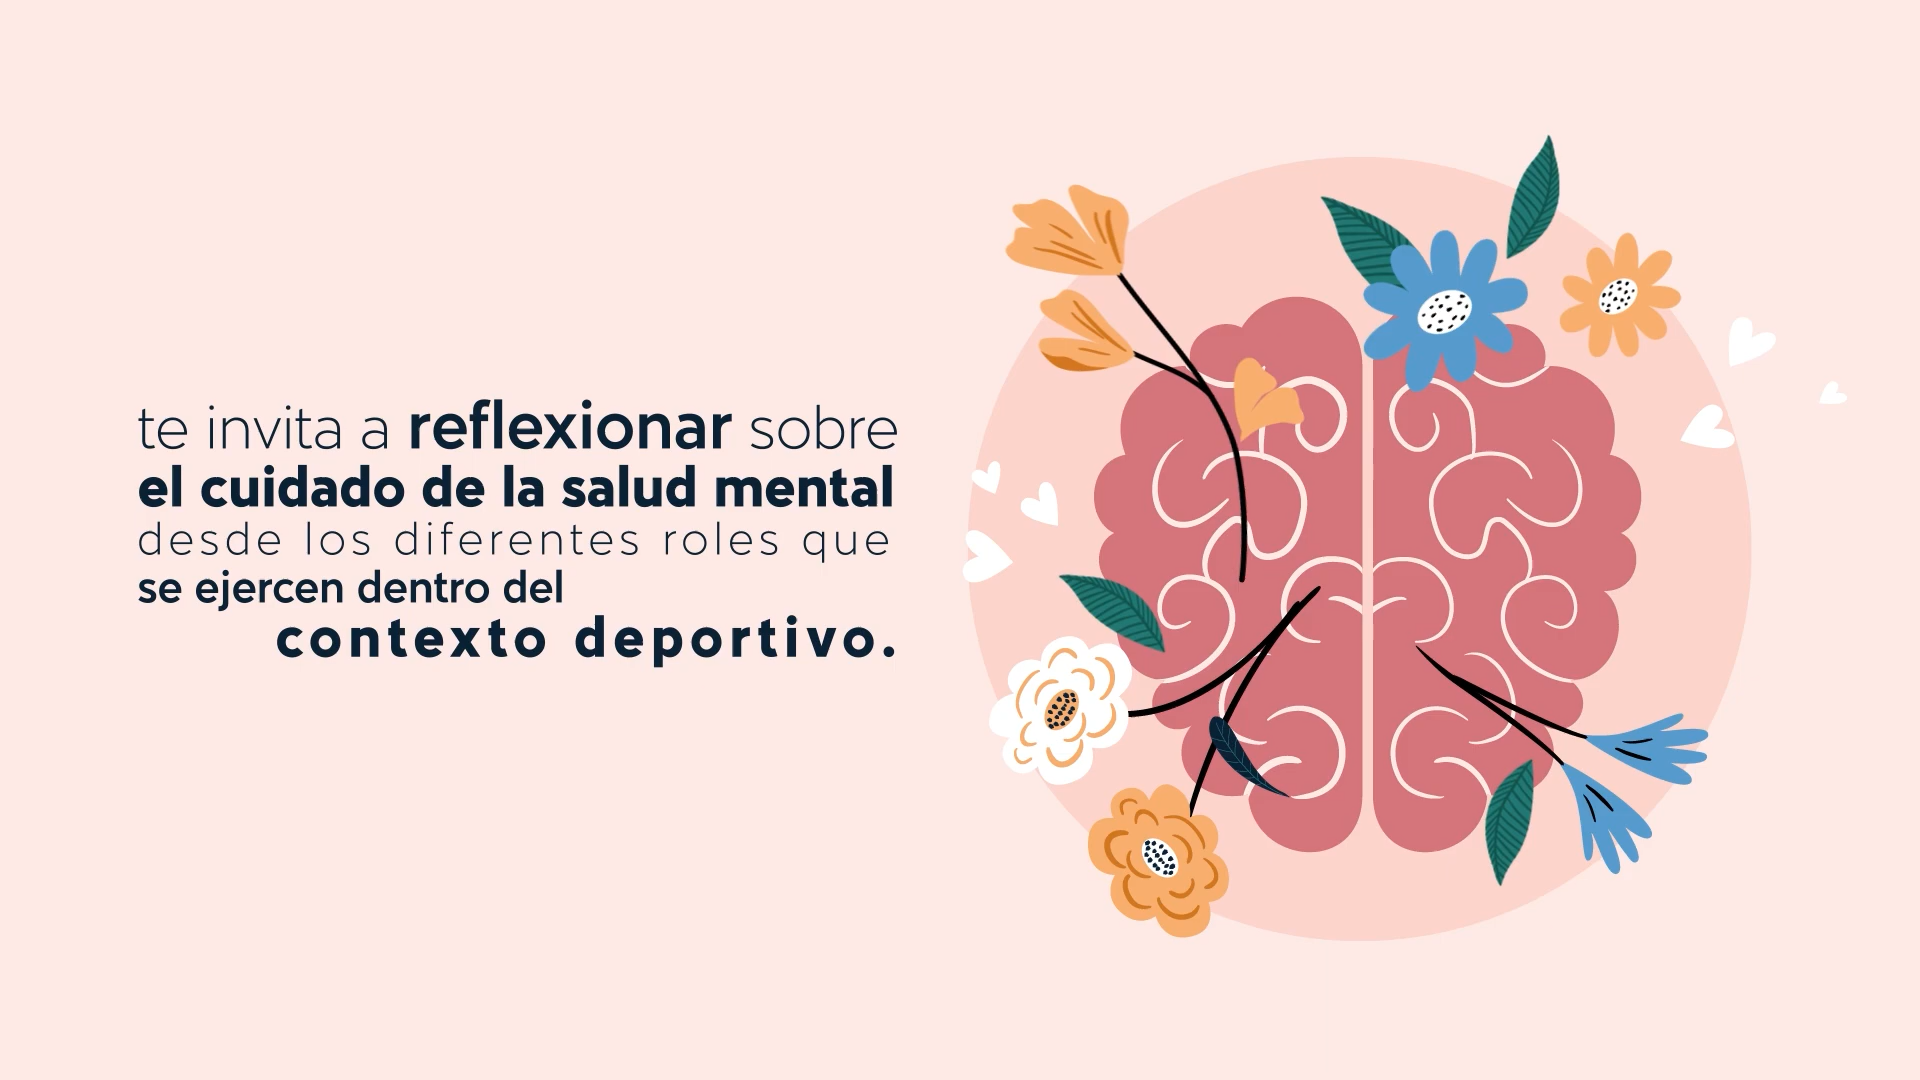 te invita a reflexionar sobre
el cuidado de la salud mental
desde los diferentes roles que
se ejercen dentro del
contexto deportivo.